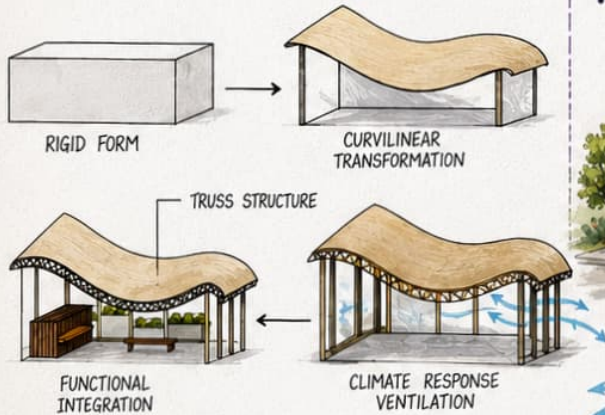 RIGID FORM
CURVILINEAR
TRANSFORMATION
TRUSS STRUCTURE
FUNCTIONAL
INTEGRATION
CLIMATE RESPONSE
VENTILATION